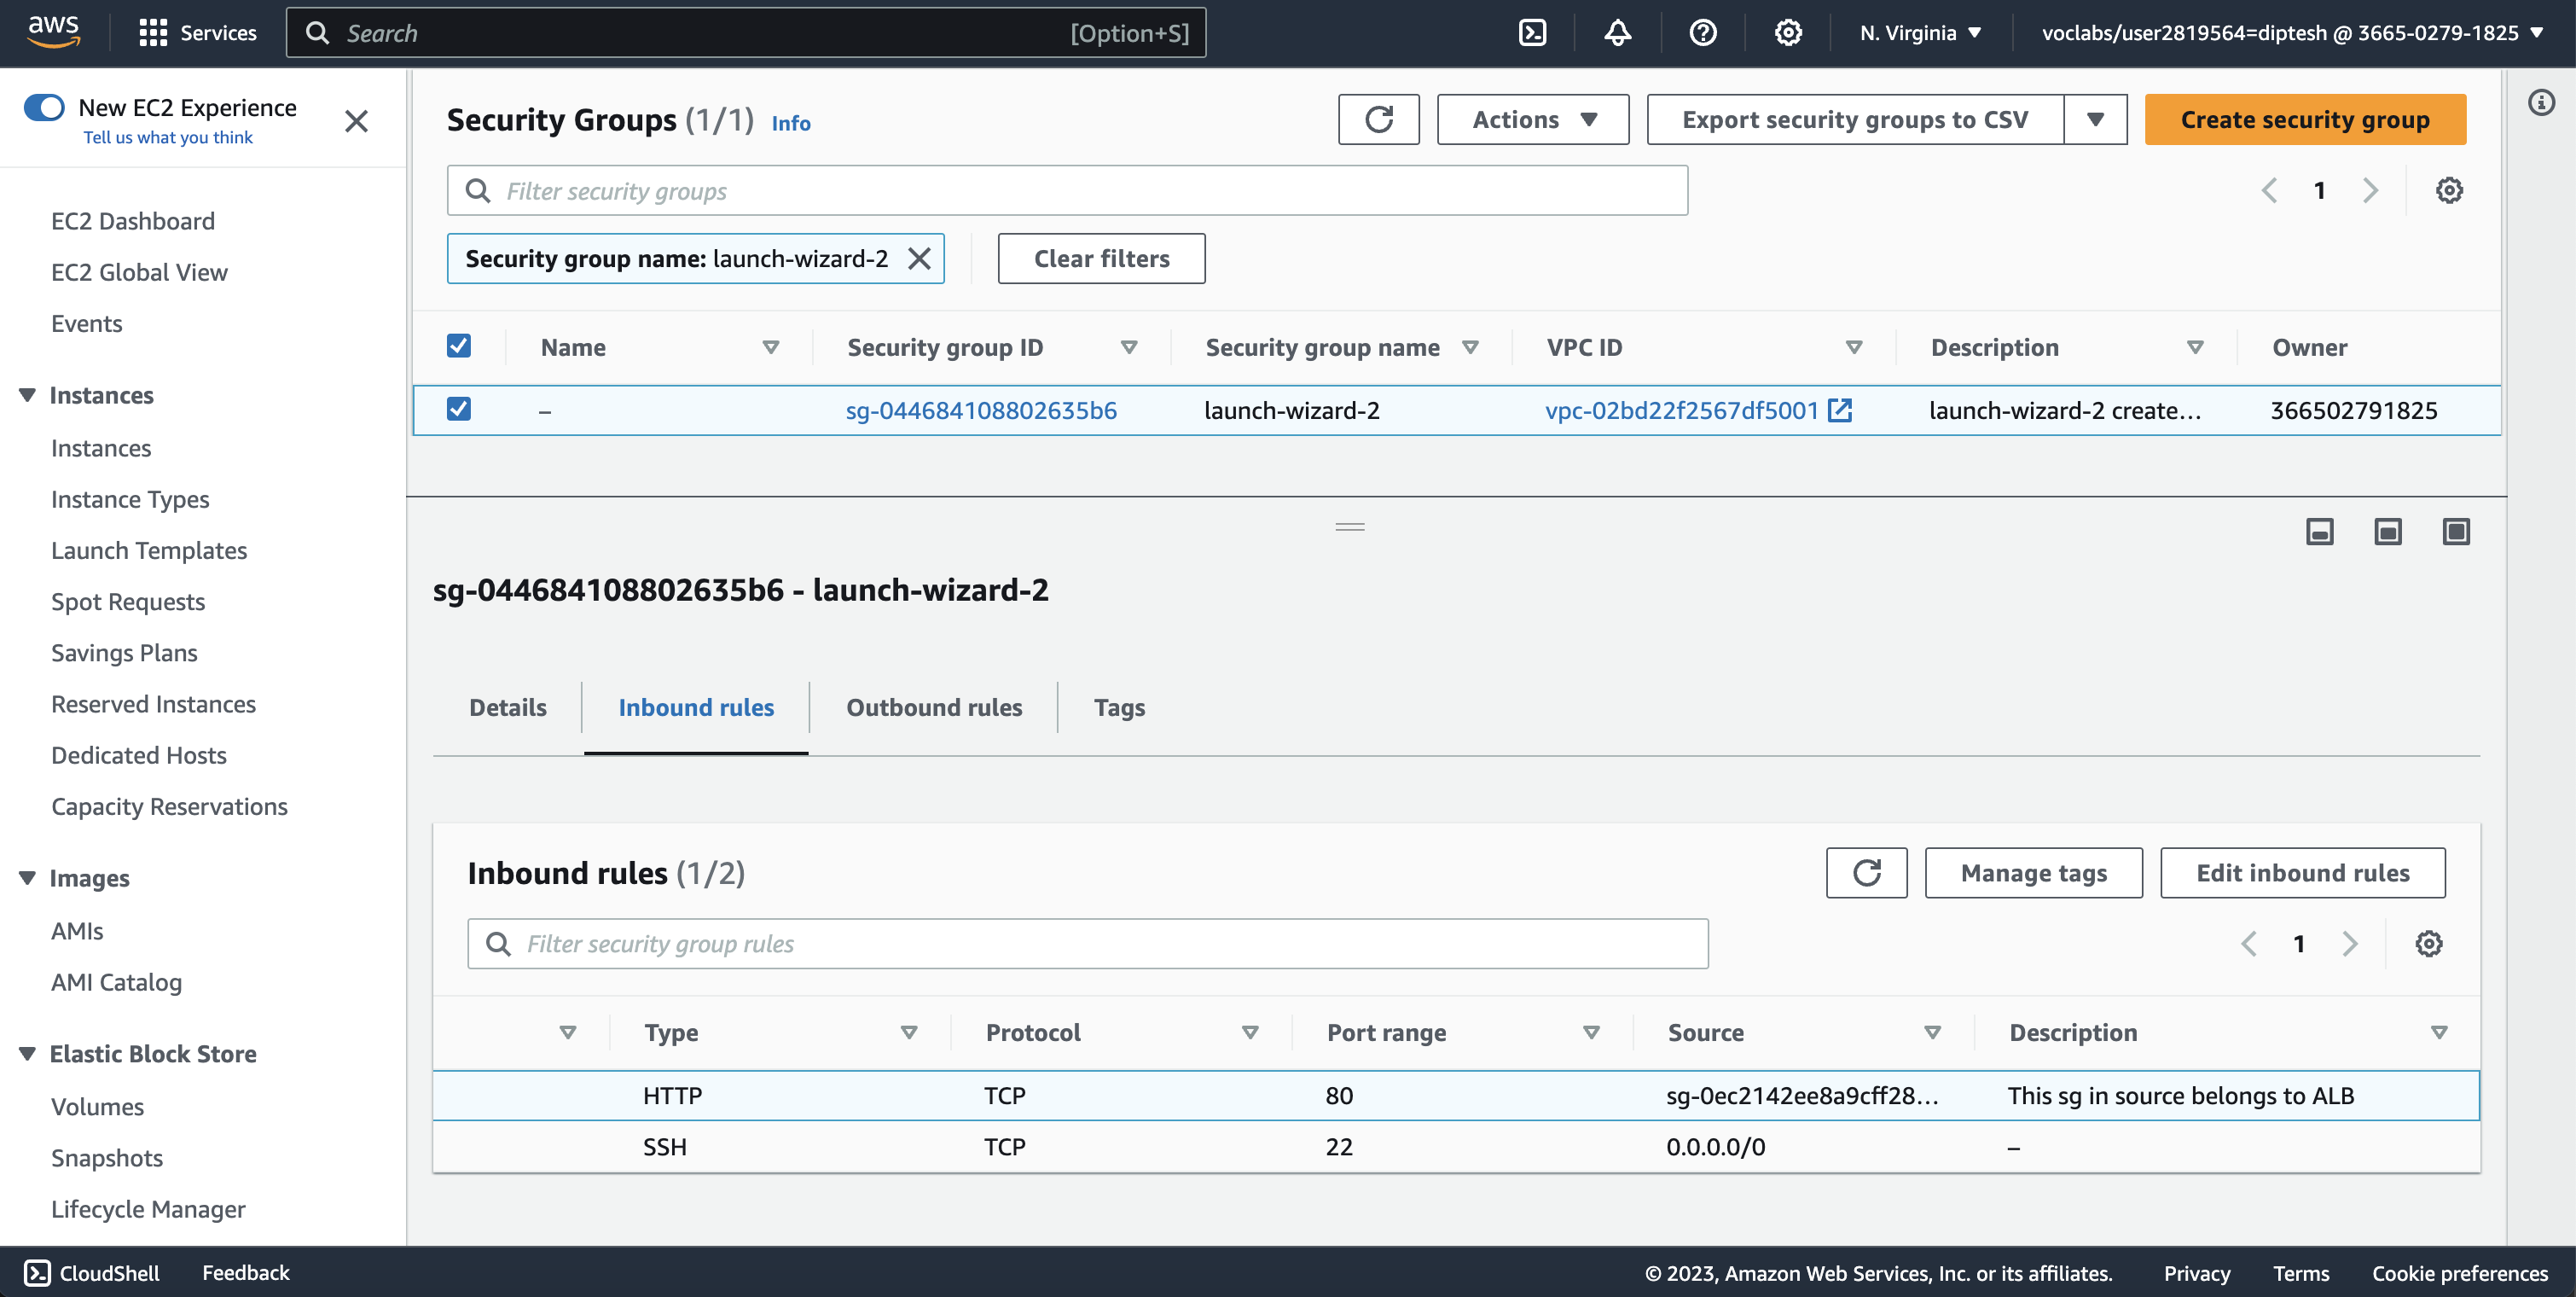 aws Services Search [Option+S] N. Virginia voclabs/user2819564=diptesh @ 3665-0279-1825
New EC2 Experience
Tell us what you think
EC2 Dashboard
EC2 Global View
Events
Instances
Instances
Instance Types
Launch Templates
Spot Requests
Savings Plans
Reserved Instances
Dedicated Hosts
Capacity Reservations
Images
AMIs
AMI Catalog
Elastic Block Store
Volumes
Snapshots
Lifecycle Manager
Security Groups (1/1) Info Actions Export security groups to CSV Create security group
Filter security groups 1
Security group name: launch-wizard-2 Clear filters
Name Security group ID Security group name VPC ID Description Owner
– sg-044684108802635b6 launch-wizard-2 vpc-02bd22f2567df5001 launch-wizard-2 create... 366502791825
sg-044684108802635b6 - launch-wizard-2
Details Inbound rules Outbound rules Tags
Inbound rules (1/2) Manage tags Edit inbound rules
Filter security group rules 1
Type Protocol Port range Source Description
HTTP TCP 80 sg-0ec2142ee8a9cff28... This sg in source belongs to ALB
SSH TCP 22 0.0.0.0/0 –
CloudShell Feedback © 2023, Amazon Web Services, Inc. or its affiliates. Privacy Terms Cookie preferences